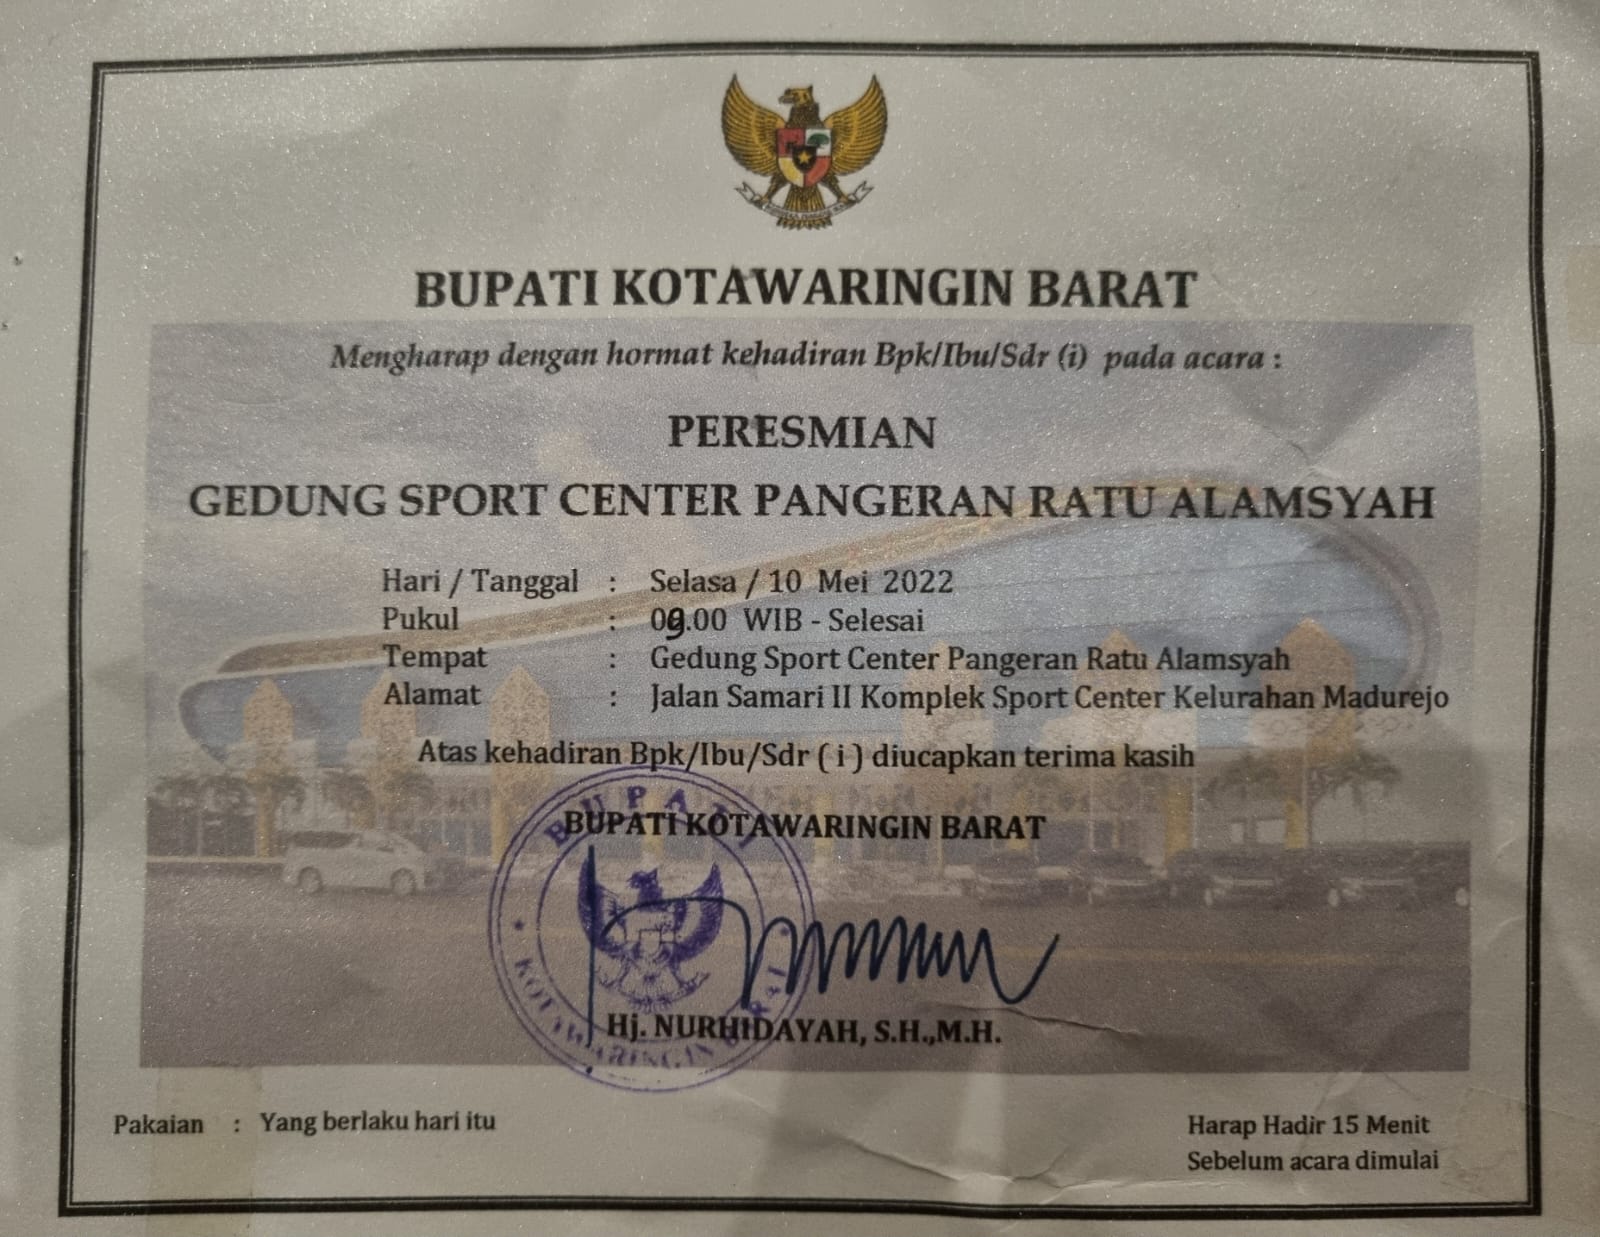 BUPATI KOTAWARINGIN BARAT
Mengharap dengan hormat kehadiran Bpk/Ibu/Sdr (i) pada acara :
PERESMIAN
GEDUNG SPORT CENTER PANGERAN RATU ALAMSYAH
Hari / Tanggal : Selasa / 10 Mei 2022
Pukul : 09.00 WIB - Selesai
Tempat : Gedung Sport Center Pangeran Ratu Alamsyah
Alamat : Jalan Samari II Komplek Sport Center Kelurahan Madurejo
Atas kehadiran Bpk/Ibu/Sdr ( i ) diucapkan terima kasih
BUPATI KOTAWARINGIN BARAT
BUPATI
KOTAWARINGIN BARAT
Hj. NURHIDAYAH, S.H.,M.H.
Pakaian : Yang berlaku hari itu
Harap Hadir 15 Menit
Sebelum acara dimulai